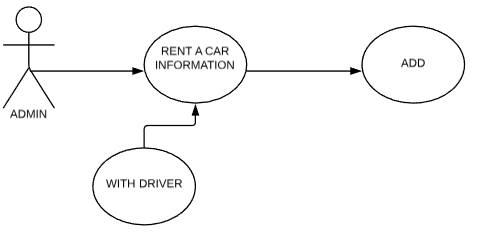 RENT A CAR
INFORMATION
ADD
ADMIN
WITH DRIVER